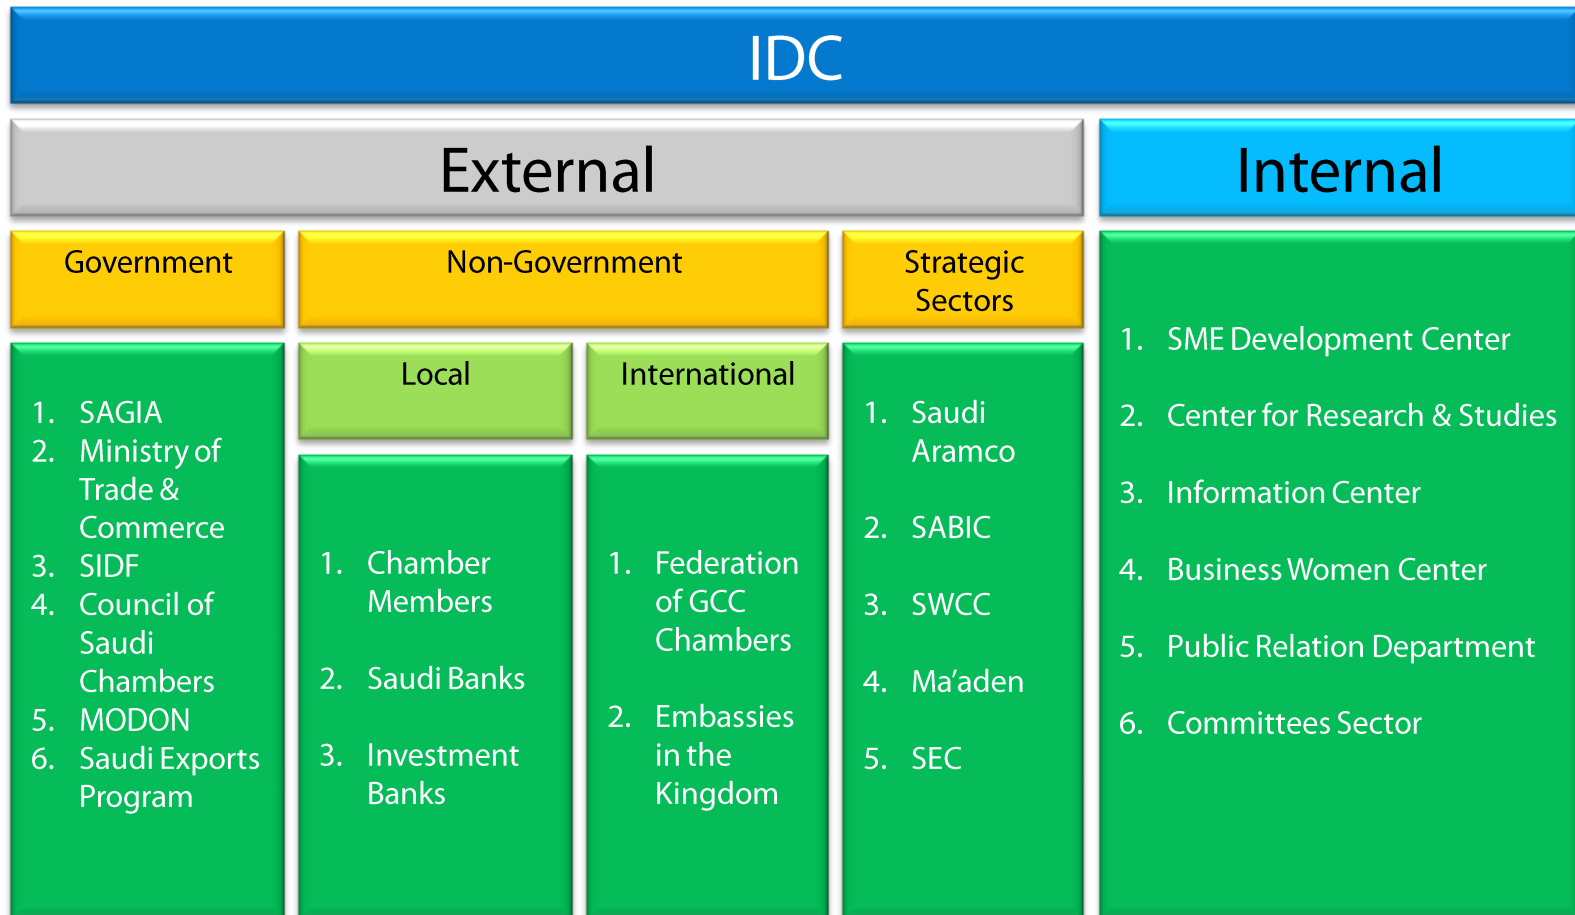 IDC
External
Internal
Government
Non-Government
Strategic
Sectors
Local
International
1. SAGIA
2. Ministry of
Trade &
Commerce
3. SIDF
4. Council of
Saudi
Chambers
5. MODON
6. Saudi Exports
Program
1. Chamber
Members
2. Saudi Banks
3. Investment
Banks
1. Federation
of GCC
Chambers
2. Embassies
in the
Kingdom
1. Saudi
Aramco
2. SABIC
3. SWCC
4. Ma’aden
5. SEC
1. SME Development Center
2. Center for Research & Studies
3. Information Center
4. Business Women Center
5. Public Relation Department
6. Committees Sector